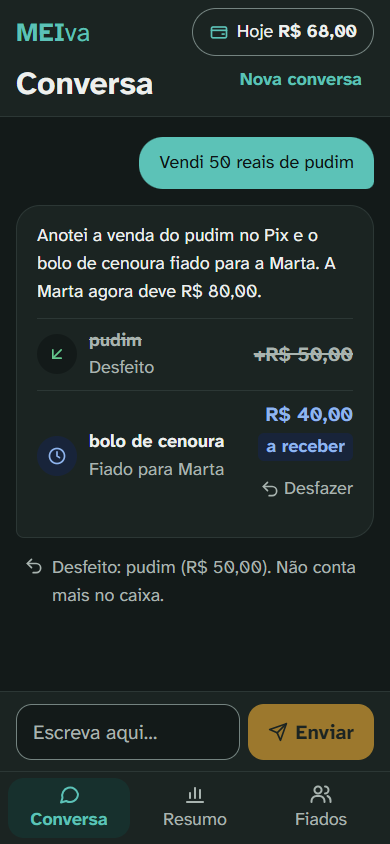 MEIva
Hoje R$ 68,00
Conversa
Nova conversa
Vendi 50 reais de pudim
Anotei a venda do pudim no Pix e o
bolo de cenoura fiado para a Marta. A
Marta agora deve R$ 80,00.
pudim
+R$ 50,00
Desfeito
R$ 40,00
a receber
bolo de cenoura
Fiado para Marta
Desfazer
Desfeito: pudim (R$ 50,00). Não conta
mais no caixa.
Escreva aqui...
Enviar
Conversa
Resumo
Fiados